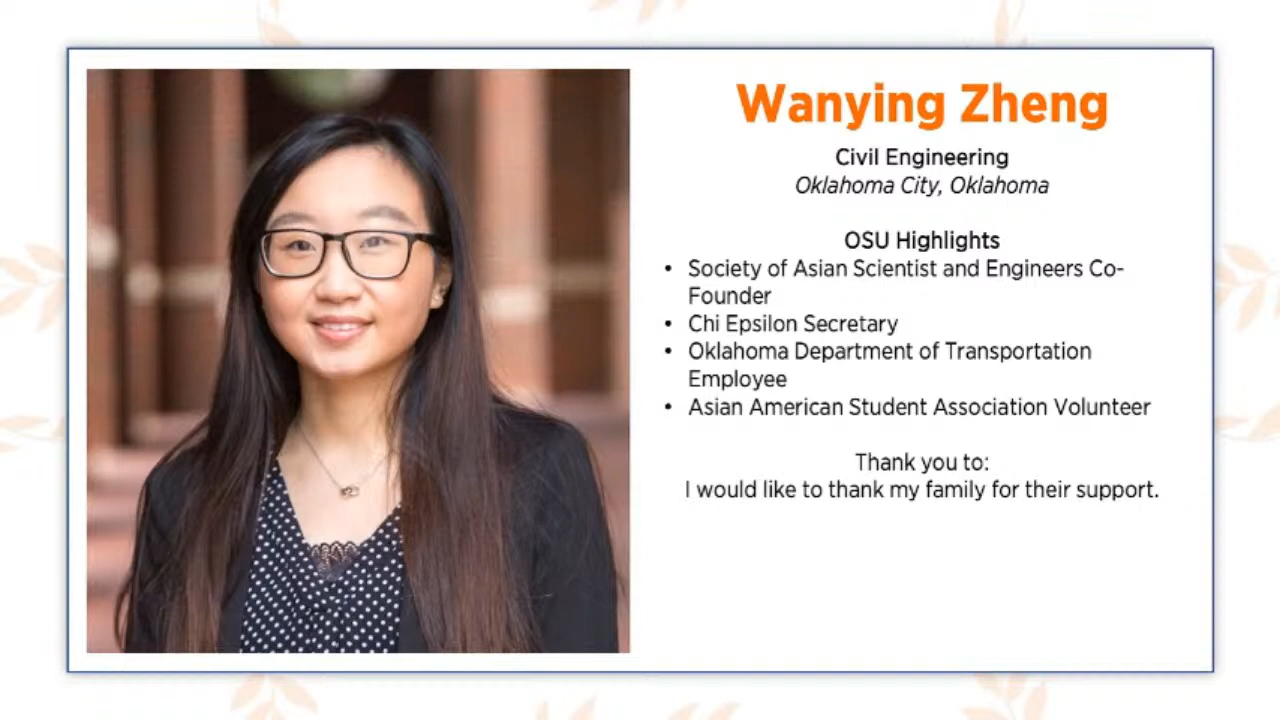 Wanying Zheng
Civil Engineering
Oklahoma City, Oklahoma
OSU Highlights
• Society of Asian Scientist and Engineers Co-
Founder
• Chi Epsilon Secretary
• Oklahoma Department of Transportation
Employee
• Asian American Student Association Volunteer
Thank you to:
I would like to thank my family for their support.